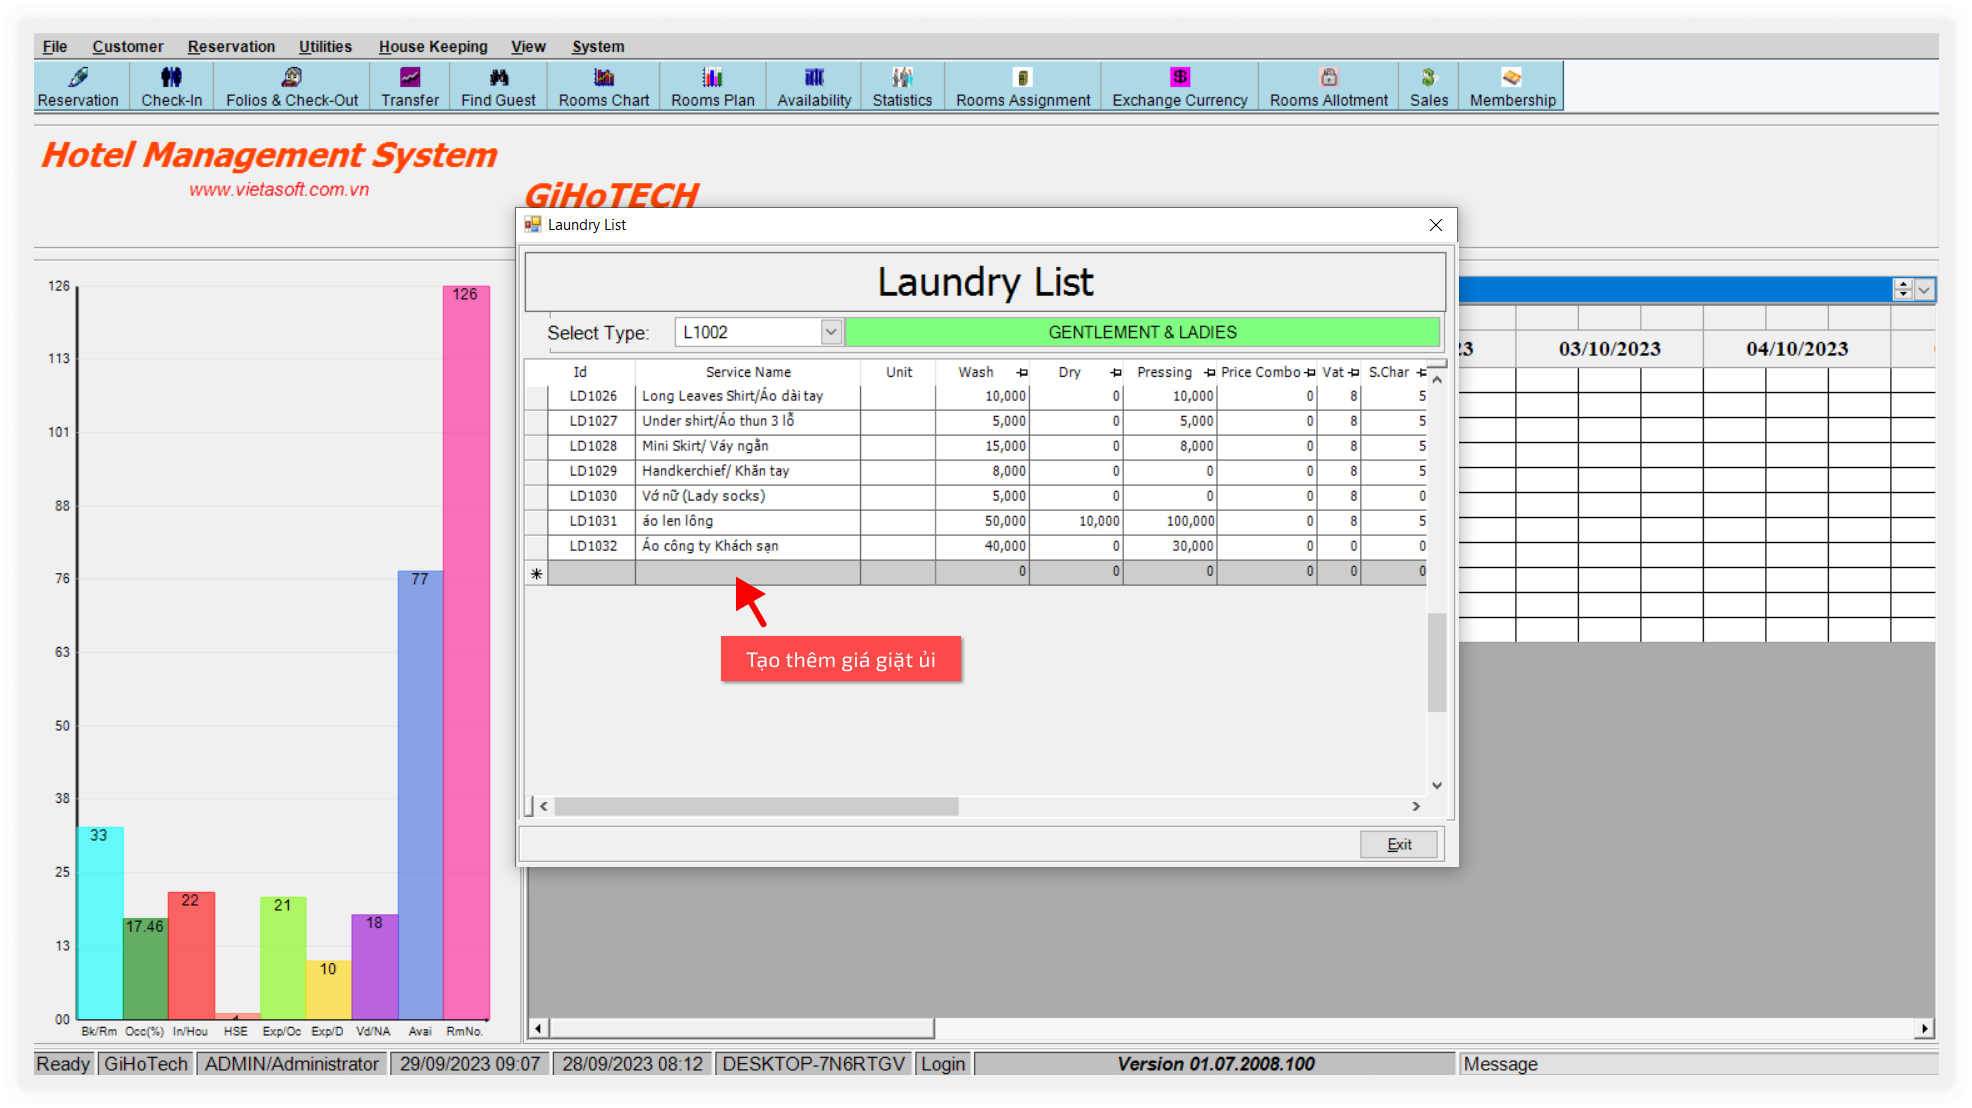 File Customer Reservation Utilities House Keeping View System
Reservation Check-In Folios & Check-Out Transfer Find Guest Rooms Chart Rooms Plan Availability Statistics Rooms Assignment Exchange Currency Rooms Allotment Sales Membership
Hotel Management System
www.vietasoft.com.vn
GiHoTECH
Laundry List
Laundry List
Select Type: L1002 GENTLEMENT & LADIES
Id Service Name Unit Wash Dry Pressing Price Combo Vat S.Char
LD1026 Long Leaves Shirt/Áo dài tay 10,000 0 10,000 0 8 5
LD1027 Under shirt/Áo thun 3 lỗ 5,000 0 5,000 0 8 5
LD1028 Mini Skirt/ Váy ngắn 15,000 0 8,000 0 8 5
LD1029 Handkerchief/ Khăn tay 8,000 0 0 0 8 5
LD1030 Vớ nữ (Lady socks) 5,000 0 0 0 8 0
LD1031 áo len lông 50,000 10,000 100,000 0 8 5
LD1032 Áo công ty Khách sạn 40,000 0 30,000 0 0 0
0 0 0 0 0 0
Tạo thêm giá giặt ủi
Exit
23 03/10/2023 04/10/2023
126
113
101
88
76
63
50
38
25
13
00
33 17.46 22 21 10 18 77 126
Bk/Rm Occ(%) In/Hou HSE Exp/Oc Exp/D Vd/NA Avai RmNo.
Ready GiHoTech ADMIN/Administrator 29/09/2023 09:07 28/09/2023 08:12 DESKTOP-7N6RTGV Login Version 01.07.2008.100 Message